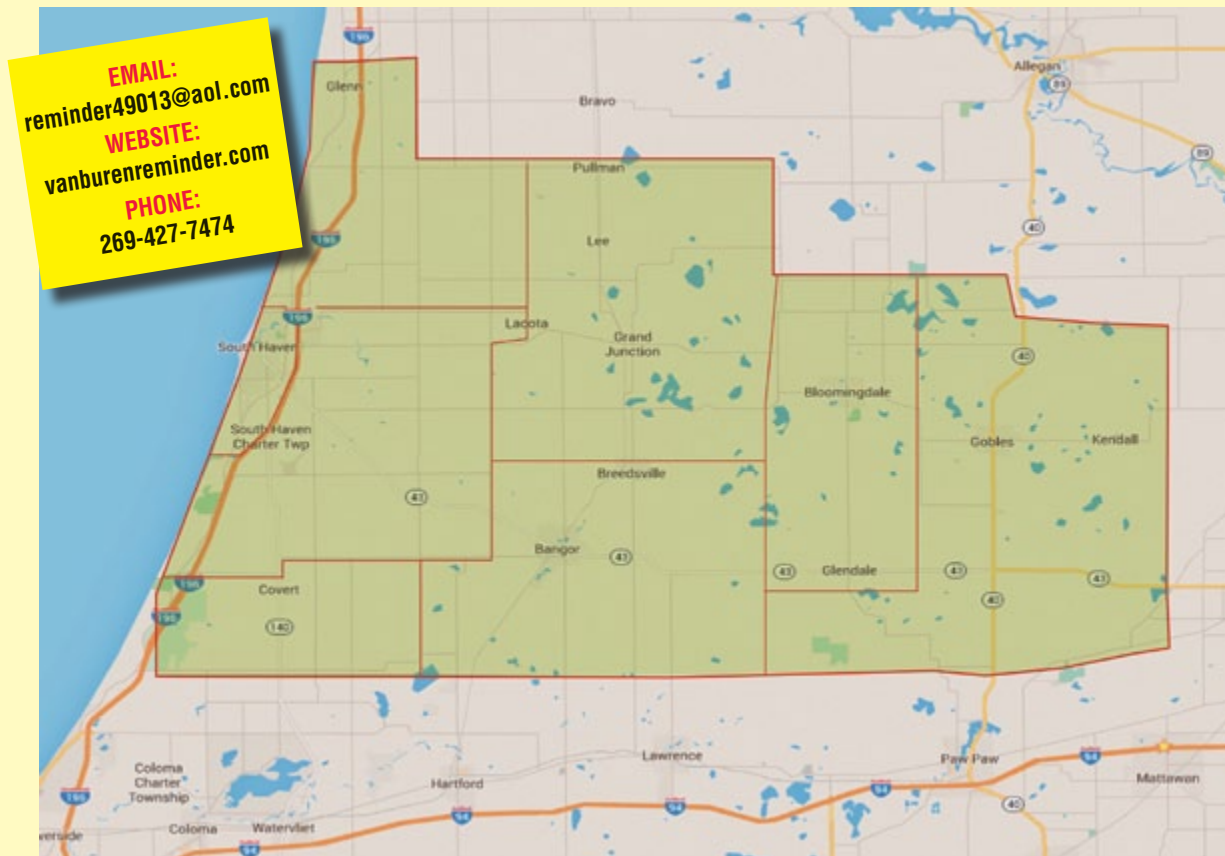 EMAIL:
reminder49013@aol.com
WEBSITE:
vanburenreminder.com
PHONE:
269-427-7474
196
Glenn
Bravo
Allegan
89
89
Pullman
196
Lee
40
196
Lacota
South Haven
Grand
Junction
40
Bloomingdale
South Haven
Charter Twp
Gobles
Kendall
Breedsville
43
Bangor
43
43
Glendale
43
43
196
Covert
40
196
140
Lawrence
Paw Paw
94
Coloma
Charter
Township
Hartford
Mattawan
196
94
94
40
94
erside
Coloma
Watervliet
94